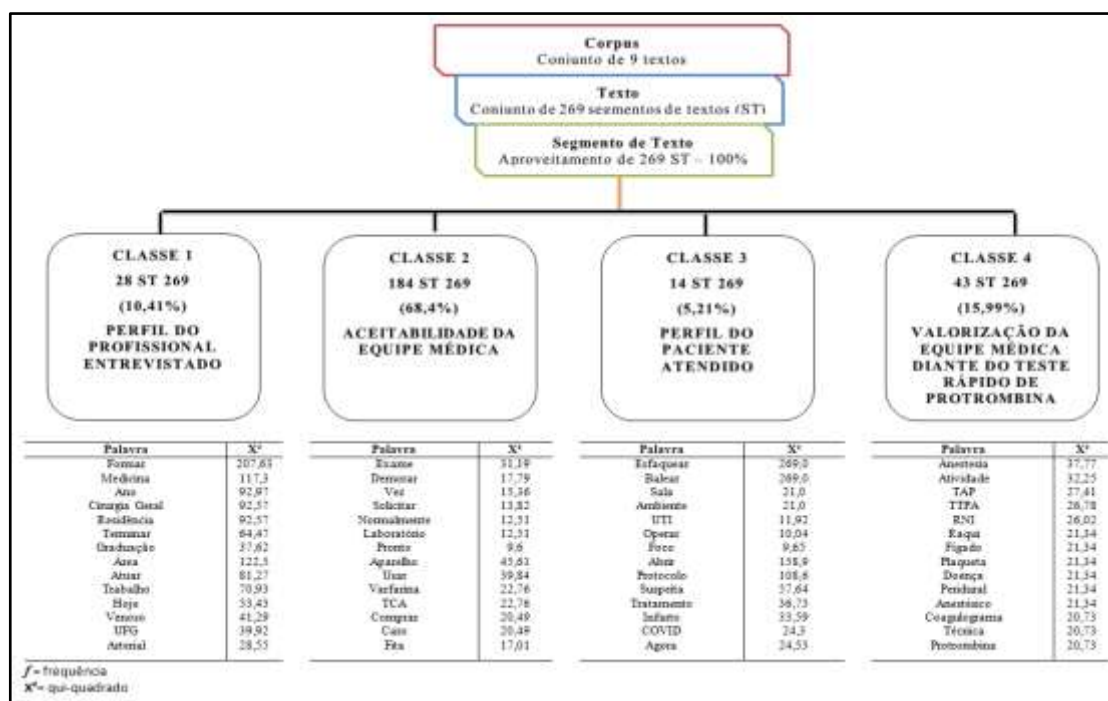 Corpus
Conjunto de 9 textos
Texto
Conjunto de 269 segmentos de textos (ST)
Segmento de Texto
Aproveitamento de 269 ST – 100%
CLASSE 1
28 ST 269
(10,41%)
PERFIL DO
PROFISSIONAL
ENTREVISTADO
CLASSE 2
184 ST 269
(68,4%)
ACEITABILIDADE DA
EQUIPE MÉDICA
CLASSE 3
14 ST 269
(5,21%)
PERFIL DO
PACIENTE
ATENDIDO
CLASSE 4
43 ST 269
(15,99%)
VALORIZAÇÃO DA
EQUIPE MÉDICA
DIANTE DO TESTE
RÁPIDO DE
PROTROMBINA
Palavra X²
Formar 207,63
Medicina 117,3
Ano 92,97
Cirurgia Geral 92,57
Residência 92,57
Terminar 64,47
Graduação 37,62
Área 122,5
Atuar 81,27
Trabalho 70,93
Hoje 53,43
Venoso 41,29
UFG 39,92
Arterial 28,55
Palavra X²
Exame 31,19
Demorar 17,79
Vez 15,36
Solicitar 13,82
Normalmente 12,51
Laboratório 12,51
Pronto 9,6
Aparelho 45,61
Usar 39,84
Varfarina 22,76
TCA 22,76
Comprar 20,49
Caso 20,49
Fita 17,01
Palavra X²
Esfaquear 269,0
Balear 269,0
Sala 21,0
Ambiente 21,0
UTI 11,92
Operar 10,04
Foco 9,65
Abrir 158,9
Protocolo 108,6
Suspeita 57,64
Tratamento 36,75
Infarto 33,59
COVID 24,3
Agora 24,53
Palavra X²
Anestesia 37,77
Atividade 32,25
TAP 27,41
TTPA 26,78
RNI 26,02
Raqui 21,34
Fígado 21,34
Plaqueta 21,34
Doença 21,34
Peridural 21,34
Anestésico 21,34
Coagulograma 20,73
Técnica 20,73
Protrombina 20,73
f = frequência
X²= qui-quadrado